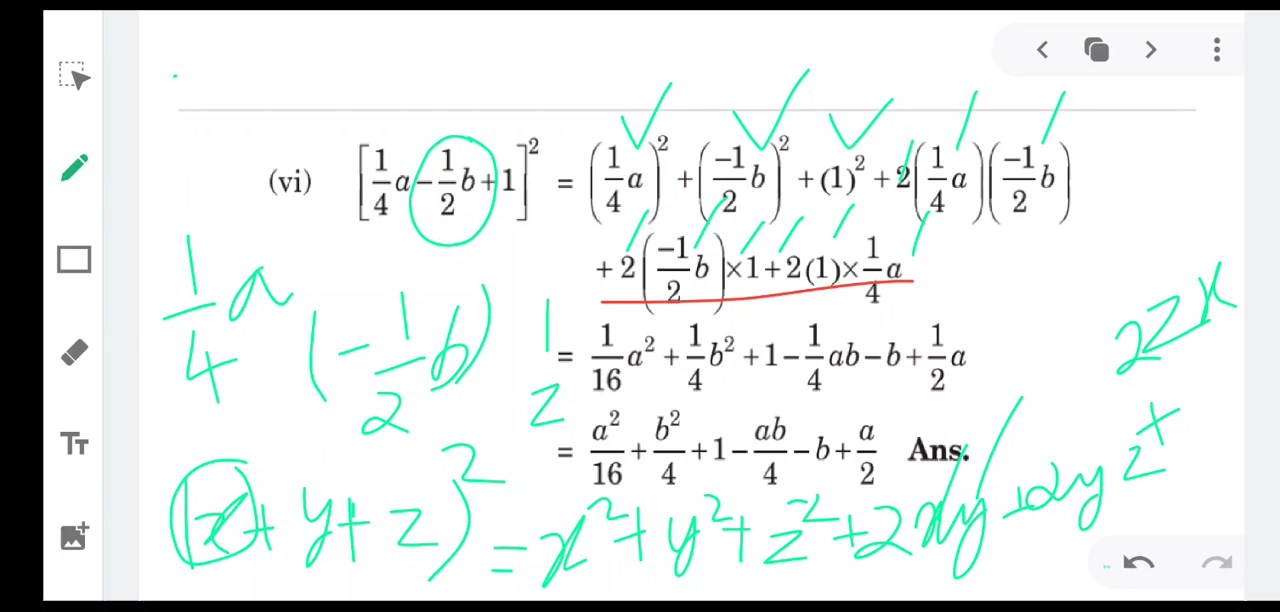 (vi) [1/4 a − 1/2 b + 1]² = (1/4 a)² + (−1/2 b)² + (1)² + 2(1/4 a)(−1/2 b)
+ 2(−1/2 b) × 1 + 2(1) × 1/4 a
1/4 a (− 1/2 b) 1
= 1/16 a² + 1/4 b² + 1 − 1/4 ab − b + 1/2 a
2zx
z
= a²/16 + b²/4 + 1 − ab/4 − b + a/2 Ans.
(x + y + z)² = x² + y² + z² + 2xy + 2yz +
Tт